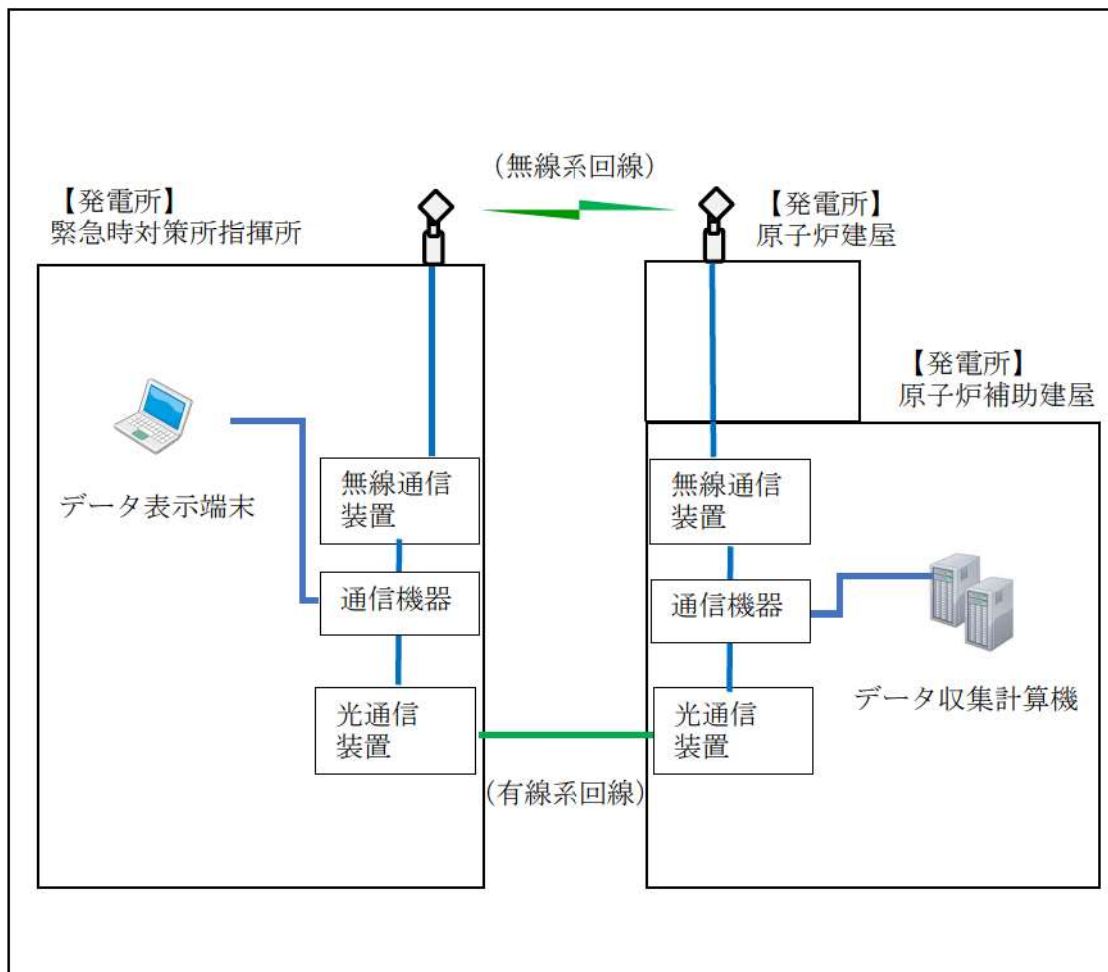 （無線系回線）
【発電所】
緊急時対策所指揮所
【発電所】
原子炉建屋
【発電所】
原子炉補助建屋
データ表示端末
無線通信
装置
通信機器
光通信
装置
無線通信
装置
通信機器
光通信
装置
データ収集計算機
（有線系回線）